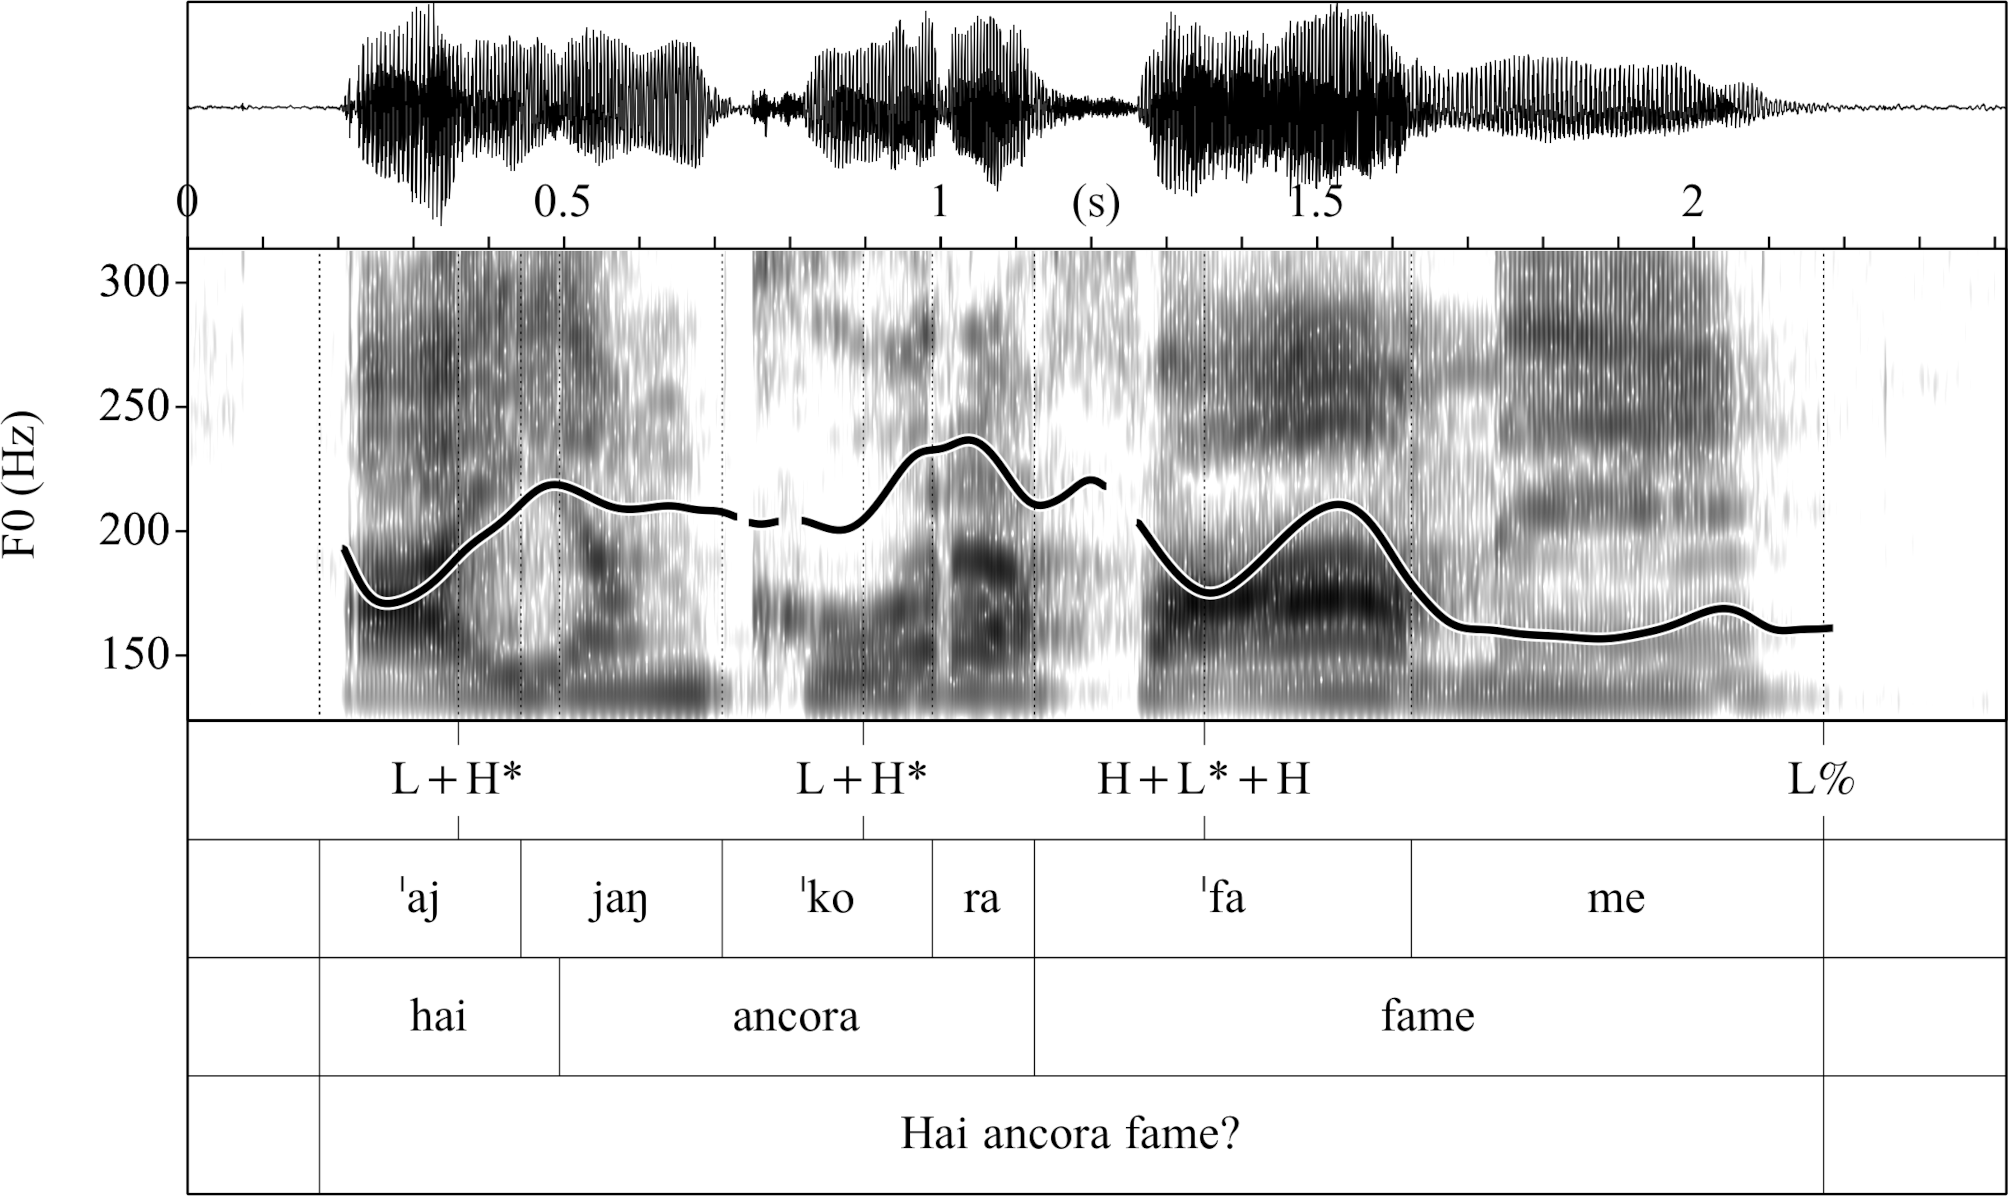 0 0.5 1 (s) 1.5 2
300
250
200
150
F0 (Hz)
L+H* L+H* H+L*+H L%
ˈaj jaŋ ˈko ra ˈfa me
hai ancora fame
Hai ancora fame?